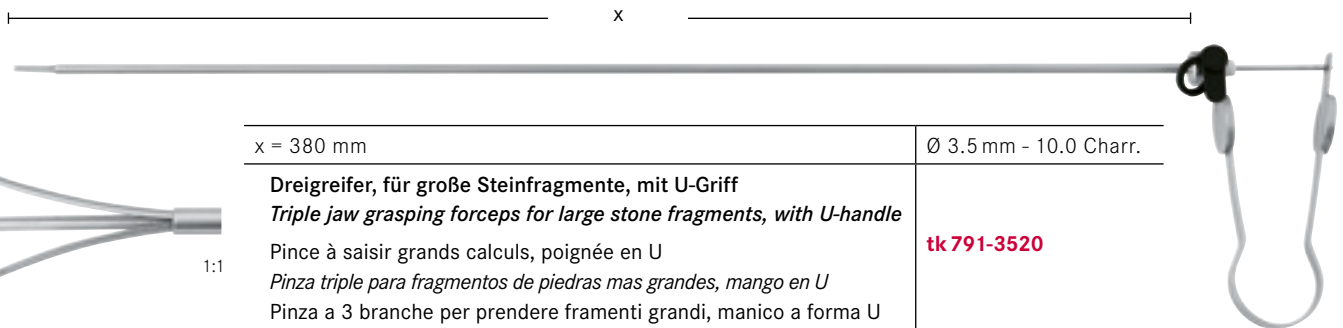 x
x = 380 mm
Ø 3.5 mm - 10.0 Charr.
Dreigreifer, für große Steinfragmente, mit U-Griff
Triple jaw grasping forceps for large stone fragments, with U-handle
Pince à saisir grands calculs, poignée en U
Pinza triple para fragmentos de piedras mas grandes, mango en U
Pinza a 3 branche per prendere framenti grandi, manico a forma U
tk 791-3520
1:1